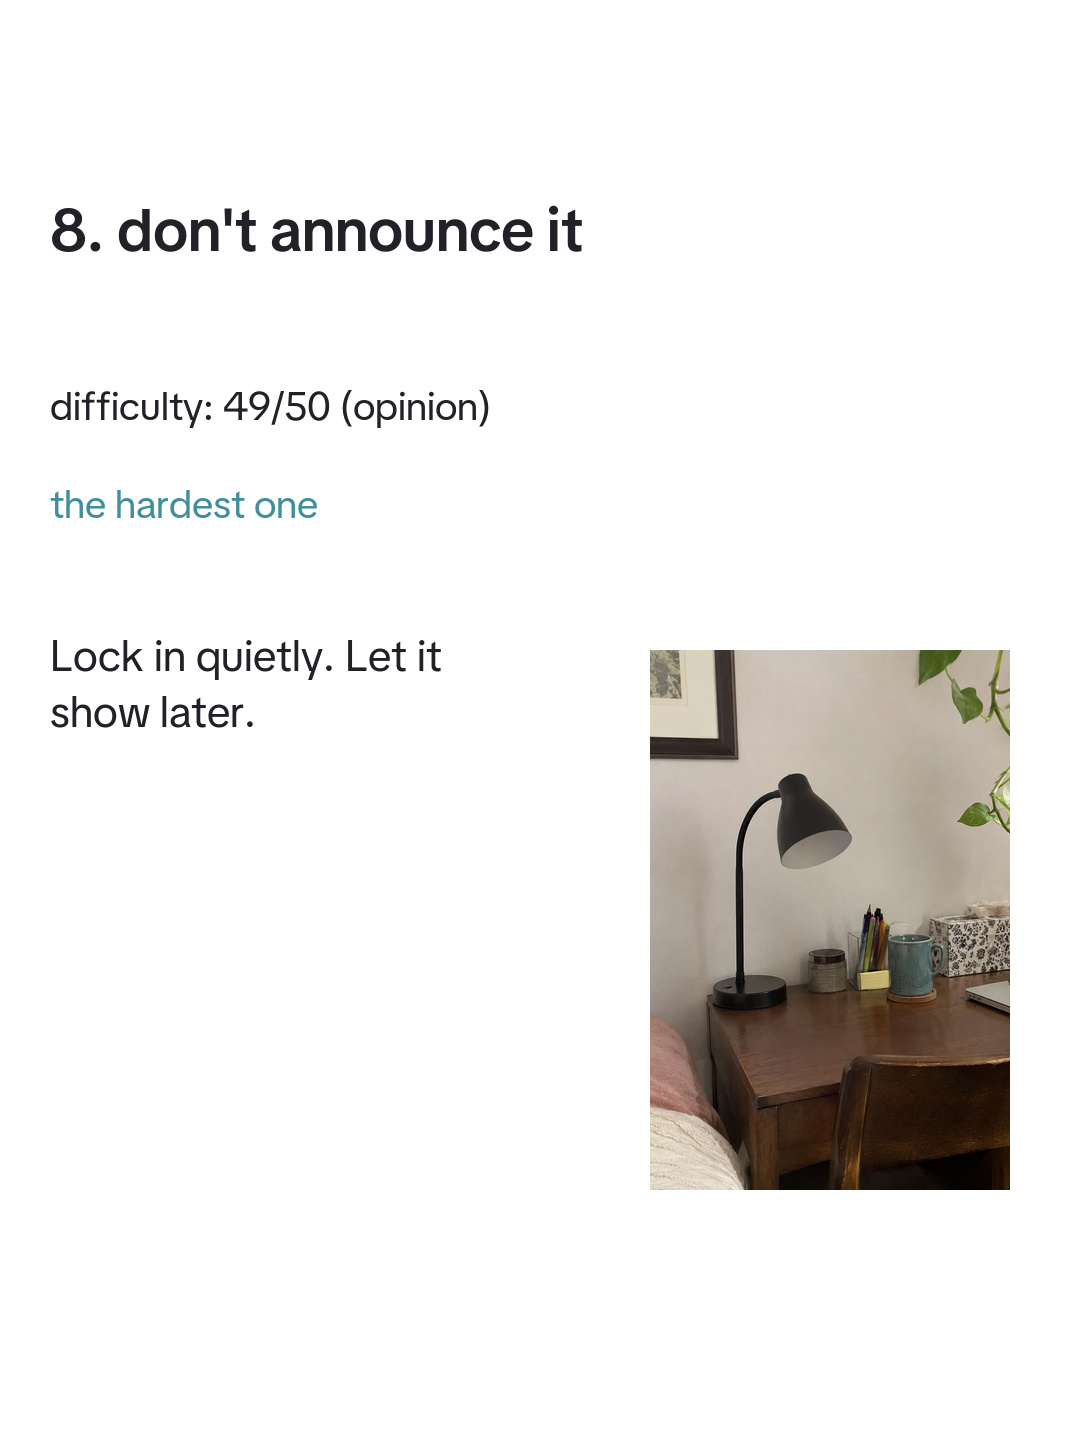 8. don't announce it
difficulty: 49/50 (opinion)
the hardest one
Lock in quietly. Let it
show later.